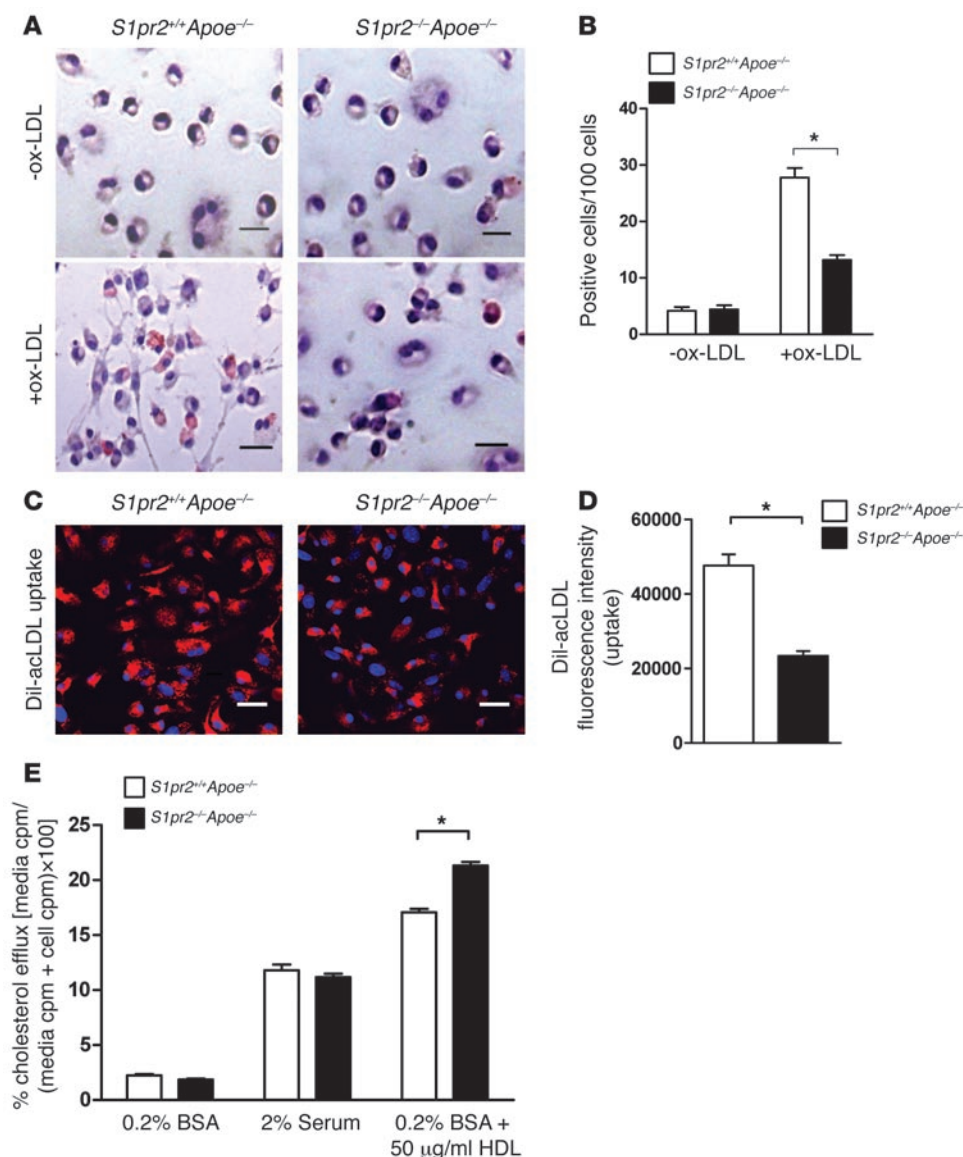 A
S1pr2+/+Apoe–/–
S1pr2–/–Apoe–/–
-ox-LDL
+ox-LDL
B
S1pr2+/+Apoe–/–
S1pr2–/–Apoe–/–
Positive cells/100 cells
40
30
20
10
0
*
-ox-LDL
+ox-LDL
C
S1pr2+/+Apoe–/–
S1pr2–/–Apoe–/–
Dil-acLDL uptake
D
S1pr2+/+Apoe–/–
S1pr2–/–Apoe–/–
Dil-acLDL
fluorescence intensity
(uptake)
60000
40000
20000
0
*
E
S1pr2+/+Apoe–/–
S1pr2–/–Apoe–/–
% cholesterol efflux [media cpm/
(media cpm + cell cpm)×100]
25
20
15
10
5
0
*
0.2% BSA
2% Serum
0.2% BSA +
50 μg/ml HDL